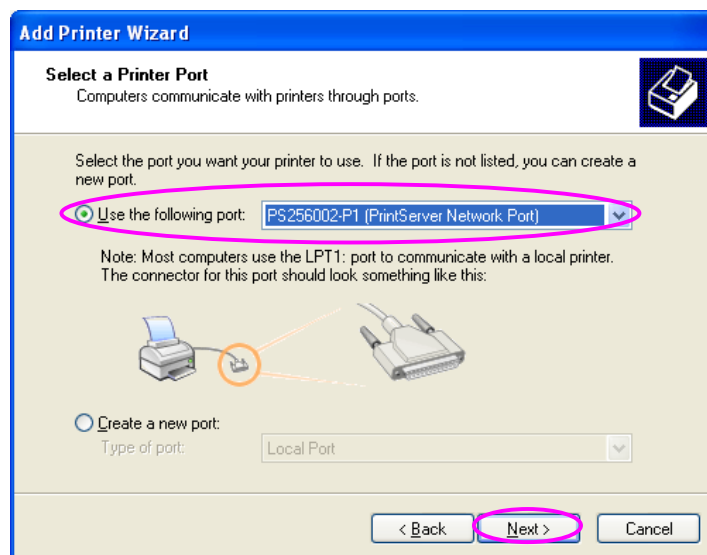 Add Printer Wizard
Select a Printer Port
Computers communicate with printers through ports.
Select the port you want your printer to use. If the port is not listed, you can create a
new port.
Use the following port: PS256002-P1 (PrintServer Network Port)
Note: Most computers use the LPT1: port to communicate with a local printer.
The connector for this port should look something like this:
Create a new port:
Type of port: Local Port
< Back Next > Cancel